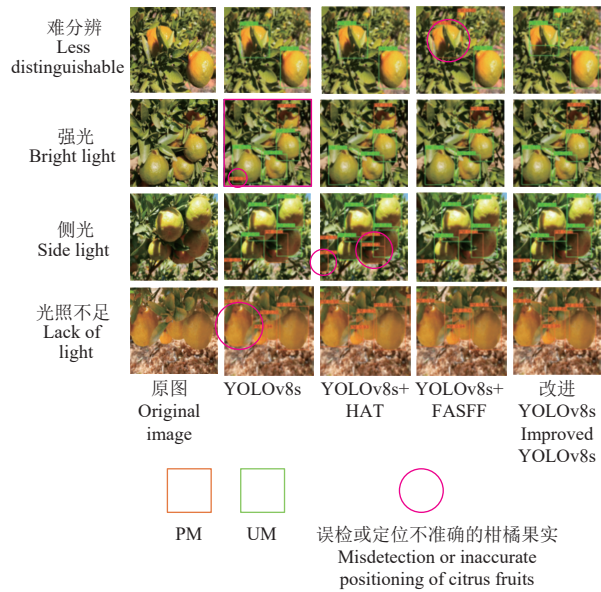 难分辨
Less
distinguishable
强光
Bright light
侧光
Side light
光照不足
Lack of
light
原图
Original
image
YOLOv8s
YOLOv8s+
HAT
YOLOv8s+
FASFF
改进
YOLOv8s
Improved
YOLOv8s
PM
UM
误检或定位不准确的柑橘果实
Misdetection or inaccurate
positioning of citrus fruits